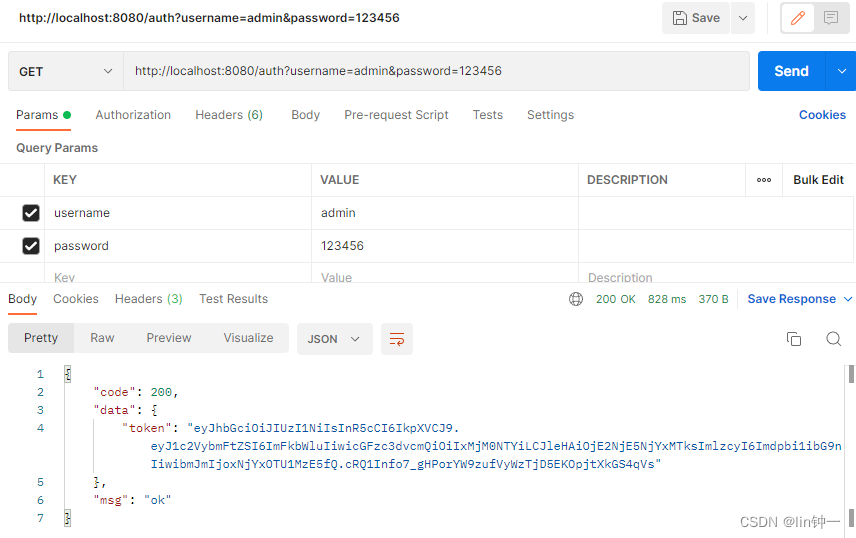 http://localhost:8080/auth?username=admin&password=123456
Save
GET http://localhost:8080/auth?username=admin&password=123456 Send
Params Authorization Headers (6) Body Pre-request Script Tests Settings Cookies
Query Params
KEY VALUE DESCRIPTION ooo Bulk Edit
username admin
password 123456
Key Value Description
Body Cookies Headers (3) Test Results 200 OK 828 ms 370 B Save Response
Pretty Raw Preview Visualize JSON
1 {
2 "code": 200,
3 "data": {
4 "token": "eyJhbGciOiJIUzI1NiIsInR5cCI6IkpXVCJ9.
eyJ1c2VybmFtZSI6ImFkbWluIiwicGFzc3dvcmQiOiIxMjM0NTYiLCJleHAiOjE2NjE5NjYxMTksImlzcyI6Imdpbi1ibG9n
IiwibmJmIjoxNjYxOTU1MzE5fQ.cRQ1Info7_gHPorYW9zufVyWzTjD5EKOpjtXkGS4qVs"
5 },
6 "msg": "ok"
7 }
CSDN @lin钟一